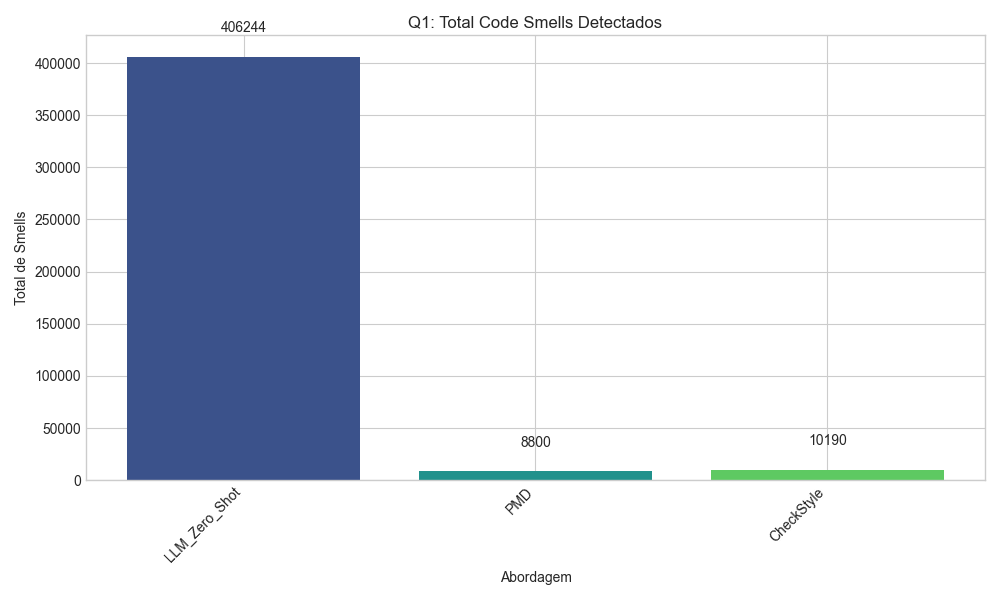 Q1: Total Code Smells Detectados
406244
400000
350000
300000
250000
200000
150000
100000
50000
0
Total de Smells
8800
10190
LLM_Zero_Shot
PMD
CheckStyle
Abordagem